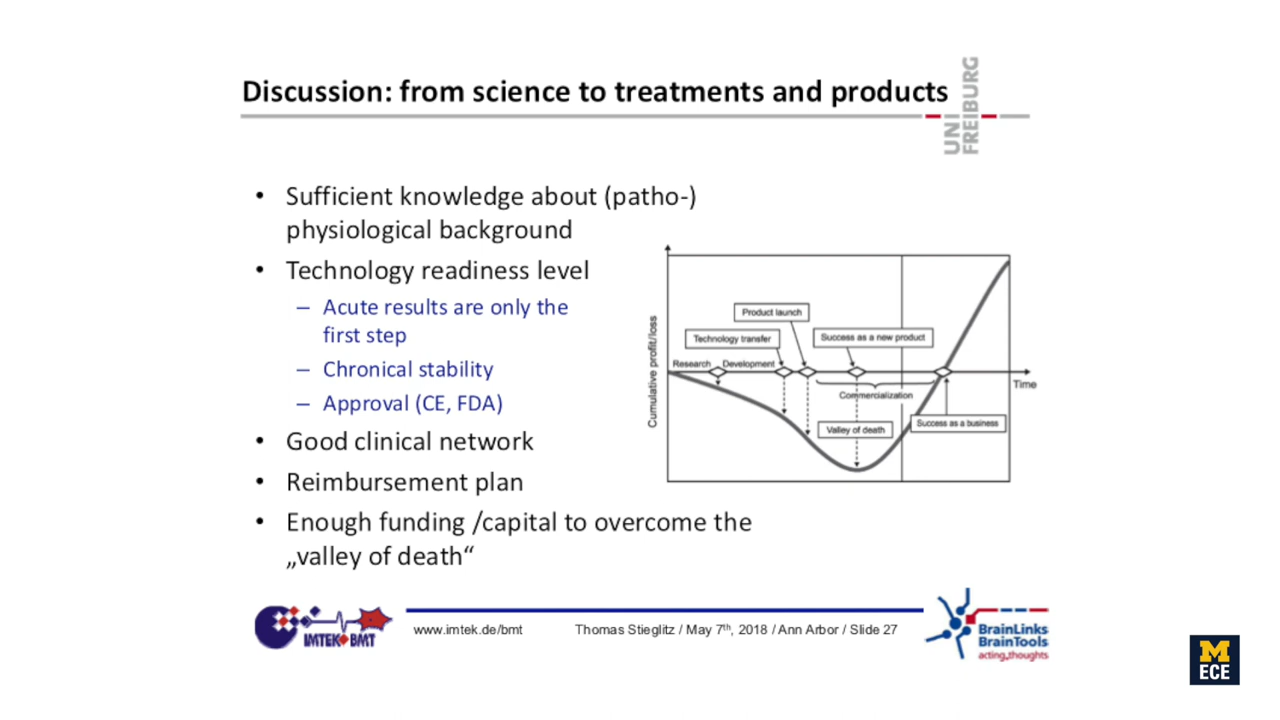 Discussion: from science to treatments and products
UNI
FREIBURG
• Sufficient knowledge about (patho-)
physiological background
• Technology readiness level
– Acute results are only the
first step
– Chronical stability
– Approval (CE, FDA)
• Good clinical network
• Reimbursement plan
• Enough funding /capital to overcome the
„valley of death“
Cumulative profit/loss
Product launch
Technology transfer
Success as a new product
Research
Development
Time
Commercialization
Valley of death
Success as a business
IMTEK BMT
www.imtek.de/bmt
Thomas Stieglitz / May 7th, 2018 / Ann Arbor / Slide 27
BrainLinks
BrainTools
acting_thoughts
M
ECE